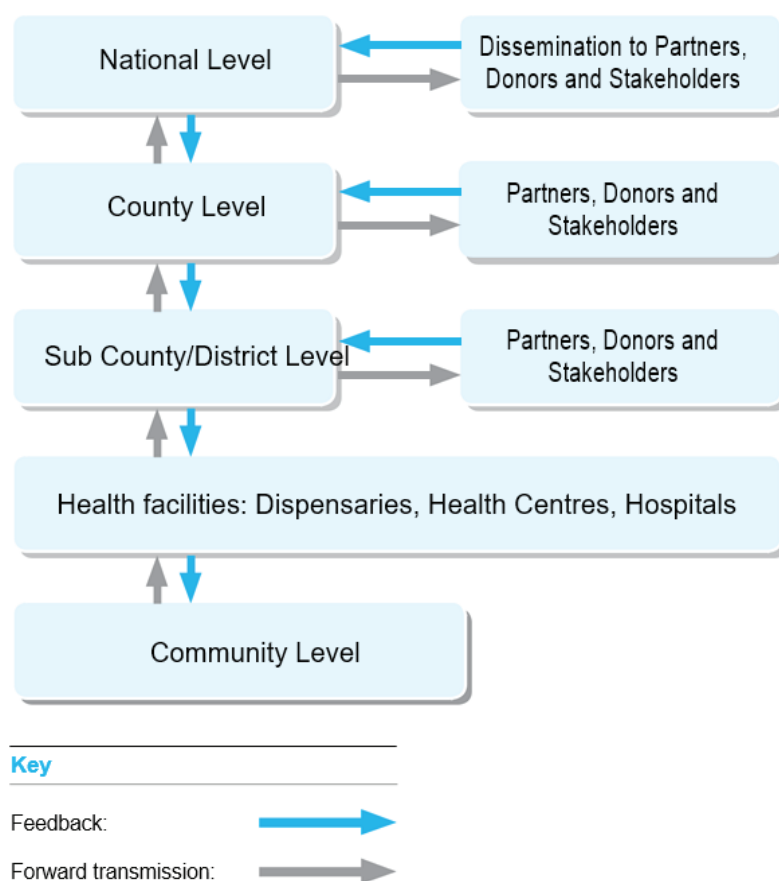 National Level
Dissemination to Partners,
Donors and Stakeholders
County Level
Partners, Donors and
Stakeholders
Sub County/District Level
Partners, Donors and
Stakeholders
Health facilities: Dispensaries, Health Centres, Hospitals
Community Level
Key
Feedback:
Forward transmission: